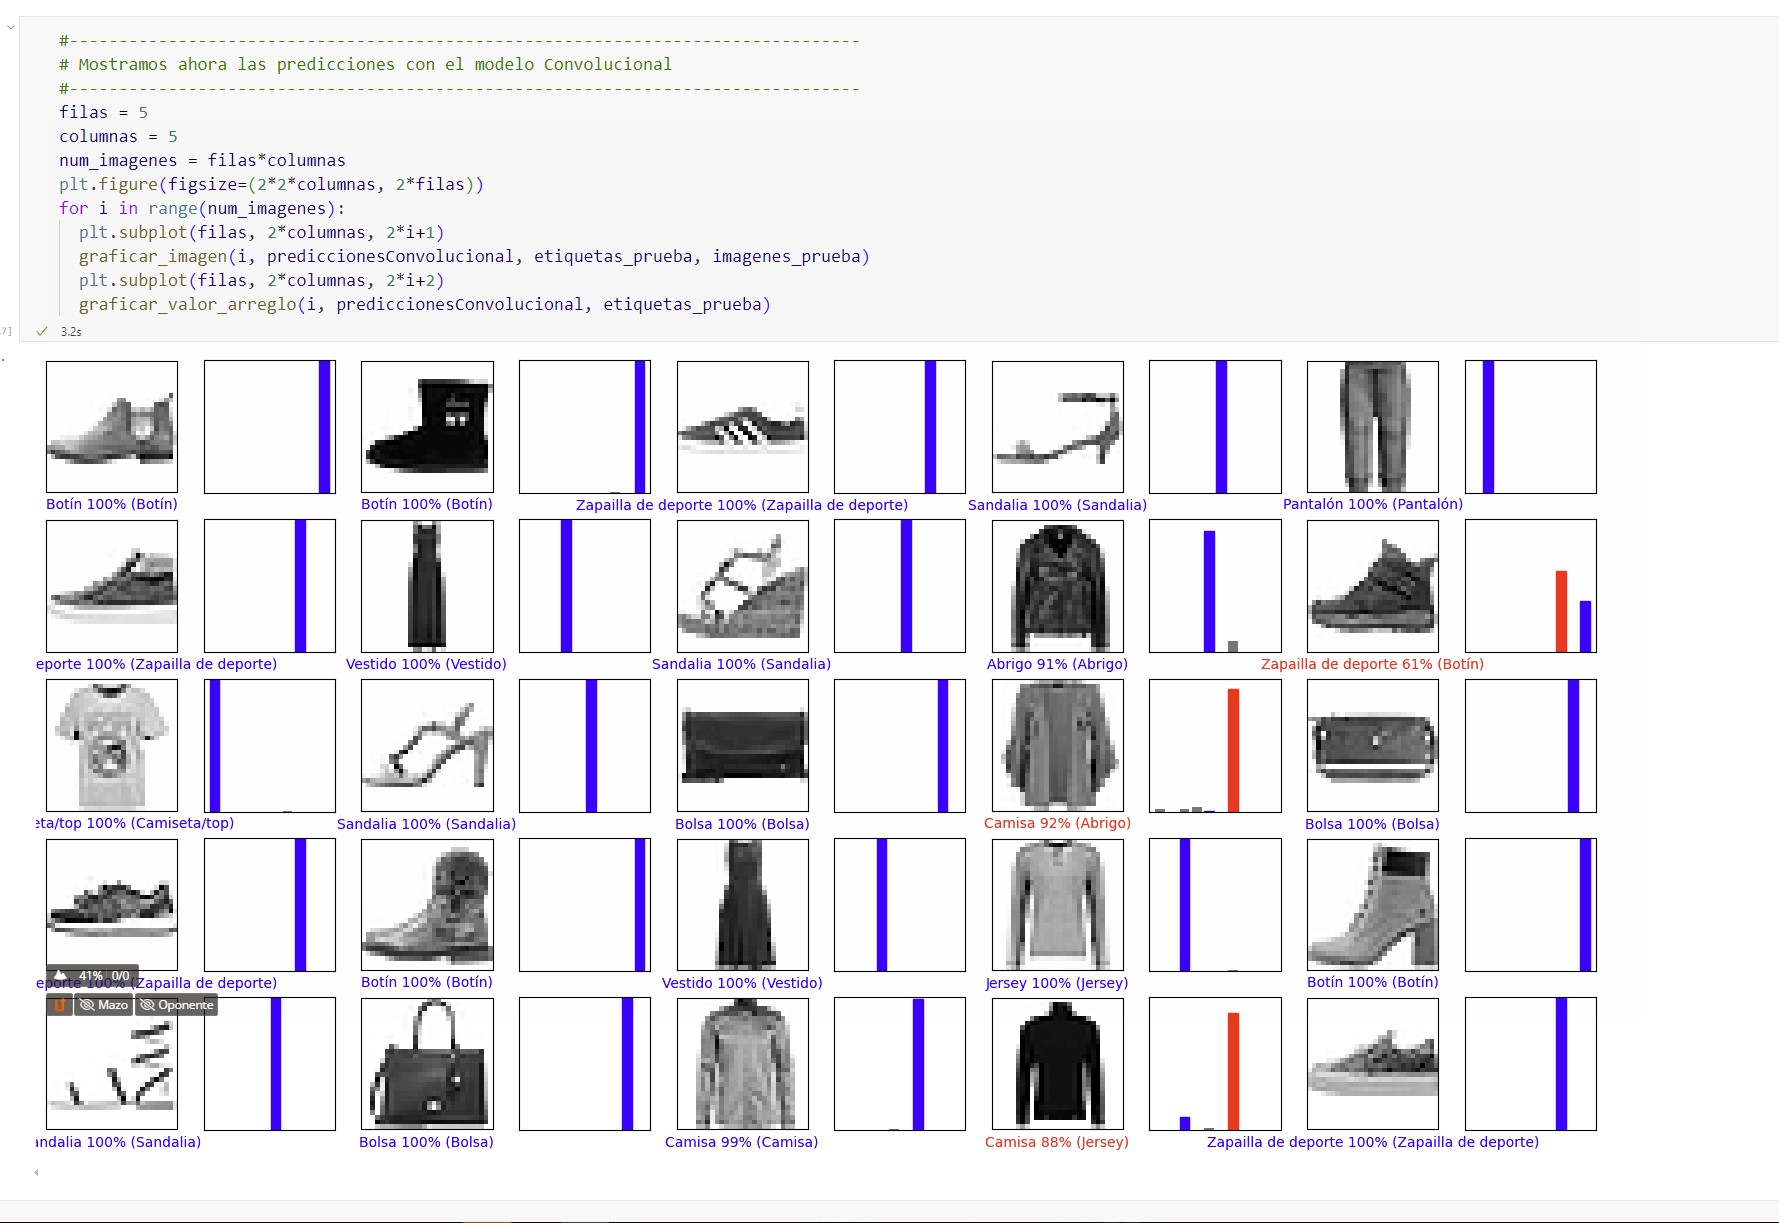 #--------------------------------------------------------------------------------
# Mostramos ahora las predicciones con el modelo Convolucional
#--------------------------------------------------------------------------------
filas = 5
columnas = 5
num_imagenes = filas*columnas
plt.figure(figsize=(2*2*columnas, 2*filas))
for i in range(num_imagenes):
  plt.subplot(filas, 2*columnas, 2*i+1)
  graficar_imagen(i, prediccionesConvolucional, etiquetas_prueba, imagenes_prueba)
  plt.subplot(filas, 2*columnas, 2*i+2)
  graficar_valor_arreglo(i, prediccionesConvolucional, etiquetas_prueba)
7] 3.2s
Botín 100% (Botín) Botín 100% (Botín) Zapailla de deporte 100% (Zapailla de deporte) Sandalia 100% (Sandalia) Pantalón 100% (Pantalón)
eporte 100% (Zapailla de deporte) Vestido 100% (Vestido) Sandalia 100% (Sandalia) Abrigo 91% (Abrigo) Zapailla de deporte 61% (Botín)
eta/top 100% (Camiseta/top) Sandalia 100% (Sandalia) Bolsa 100% (Bolsa) Camisa 92% (Abrigo) Bolsa 100% (Bolsa)
41% 0/0
eporte 100% (Zapailla de deporte) Botín 100% (Botín) Vestido 100% (Vestido) Jersey 100% (Jersey) Botín 100% (Botín)
Mazo Oponente
andalia 100% (Sandalia) Bolsa 100% (Bolsa) Camisa 99% (Camisa) Camisa 88% (Jersey) Zapailla de deporte 100% (Zapailla de deporte)